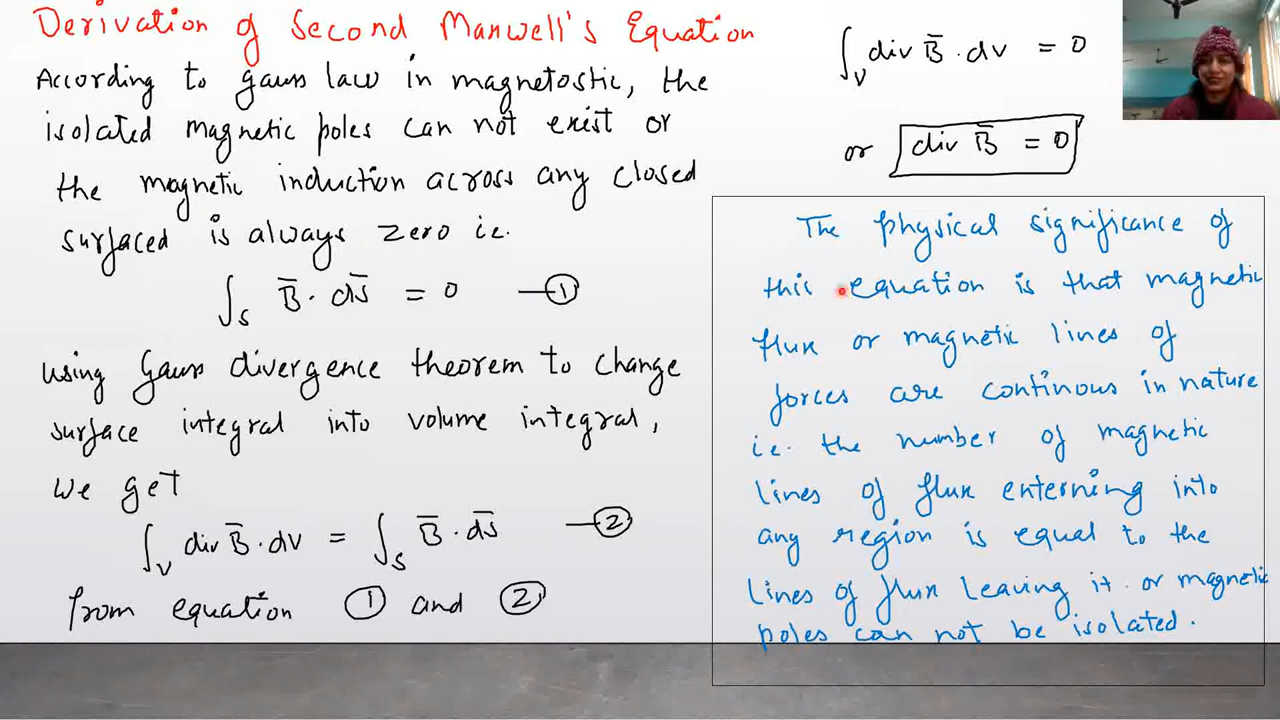 Derivation of Second Maxwell's Equation
According to gauss law in magnetostic, the
isolated magnetic poles can not exist or
the magnetic induction across any closed
surfaced is always zero i.e.
∫_S B̄ · ds̄ = 0 —①
using Gauss divergence theorem to change
surface integral into volume integral,
we get
∫_V div B̄ · dv = ∫_S B̄ · ds̄ —②
from equation ① and ②
∫_V div B̄ · dv = 0
or div B̄ = 0
The physical significance of
this equation is that magnetic
flux or magnetic lines of
forces are continous in nature
i.e. the number of magnetic
lines of flux enterning into
any region is equal to the
lines of flux leaving it. or magnetic
poles can not be isolated.